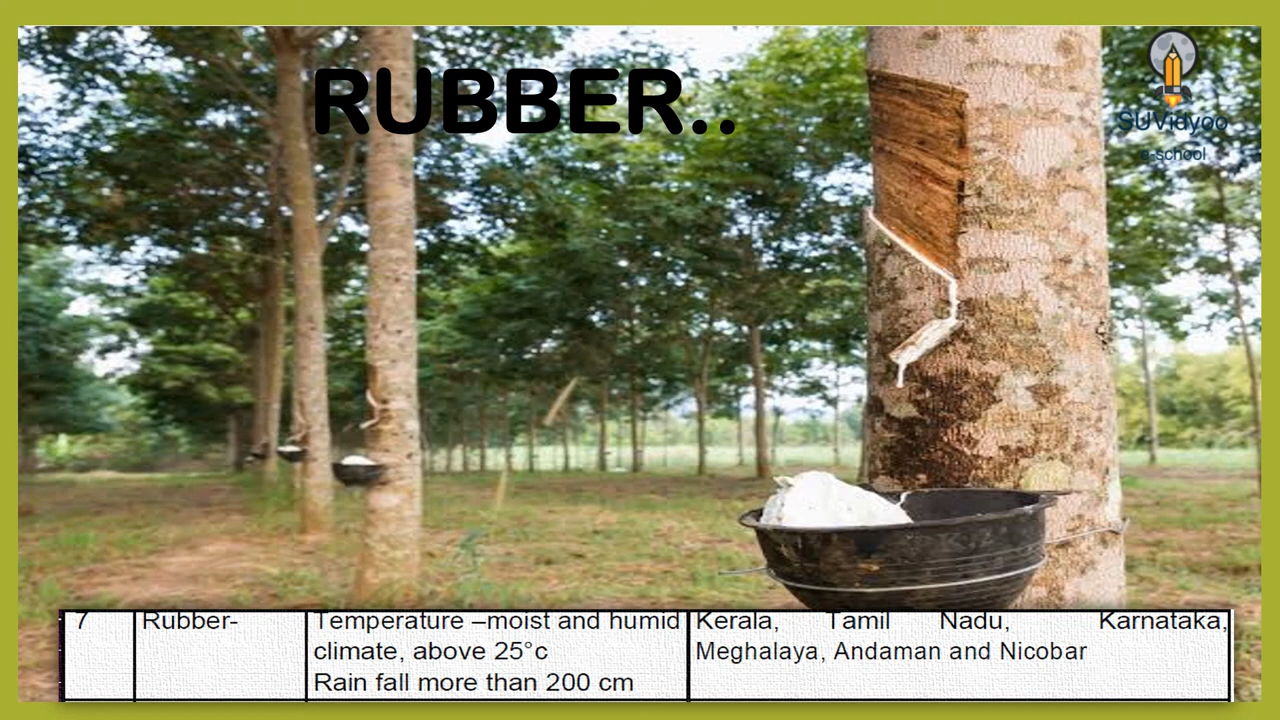 RUBBER..
SUVidyoo
e-school
7 Rubber- Temperature –moist and humid Kerala, Tamil Nadu, Karnataka,
climate, above 25°c Meghalaya, Andaman and Nicobar
Rain fall more than 200 cm